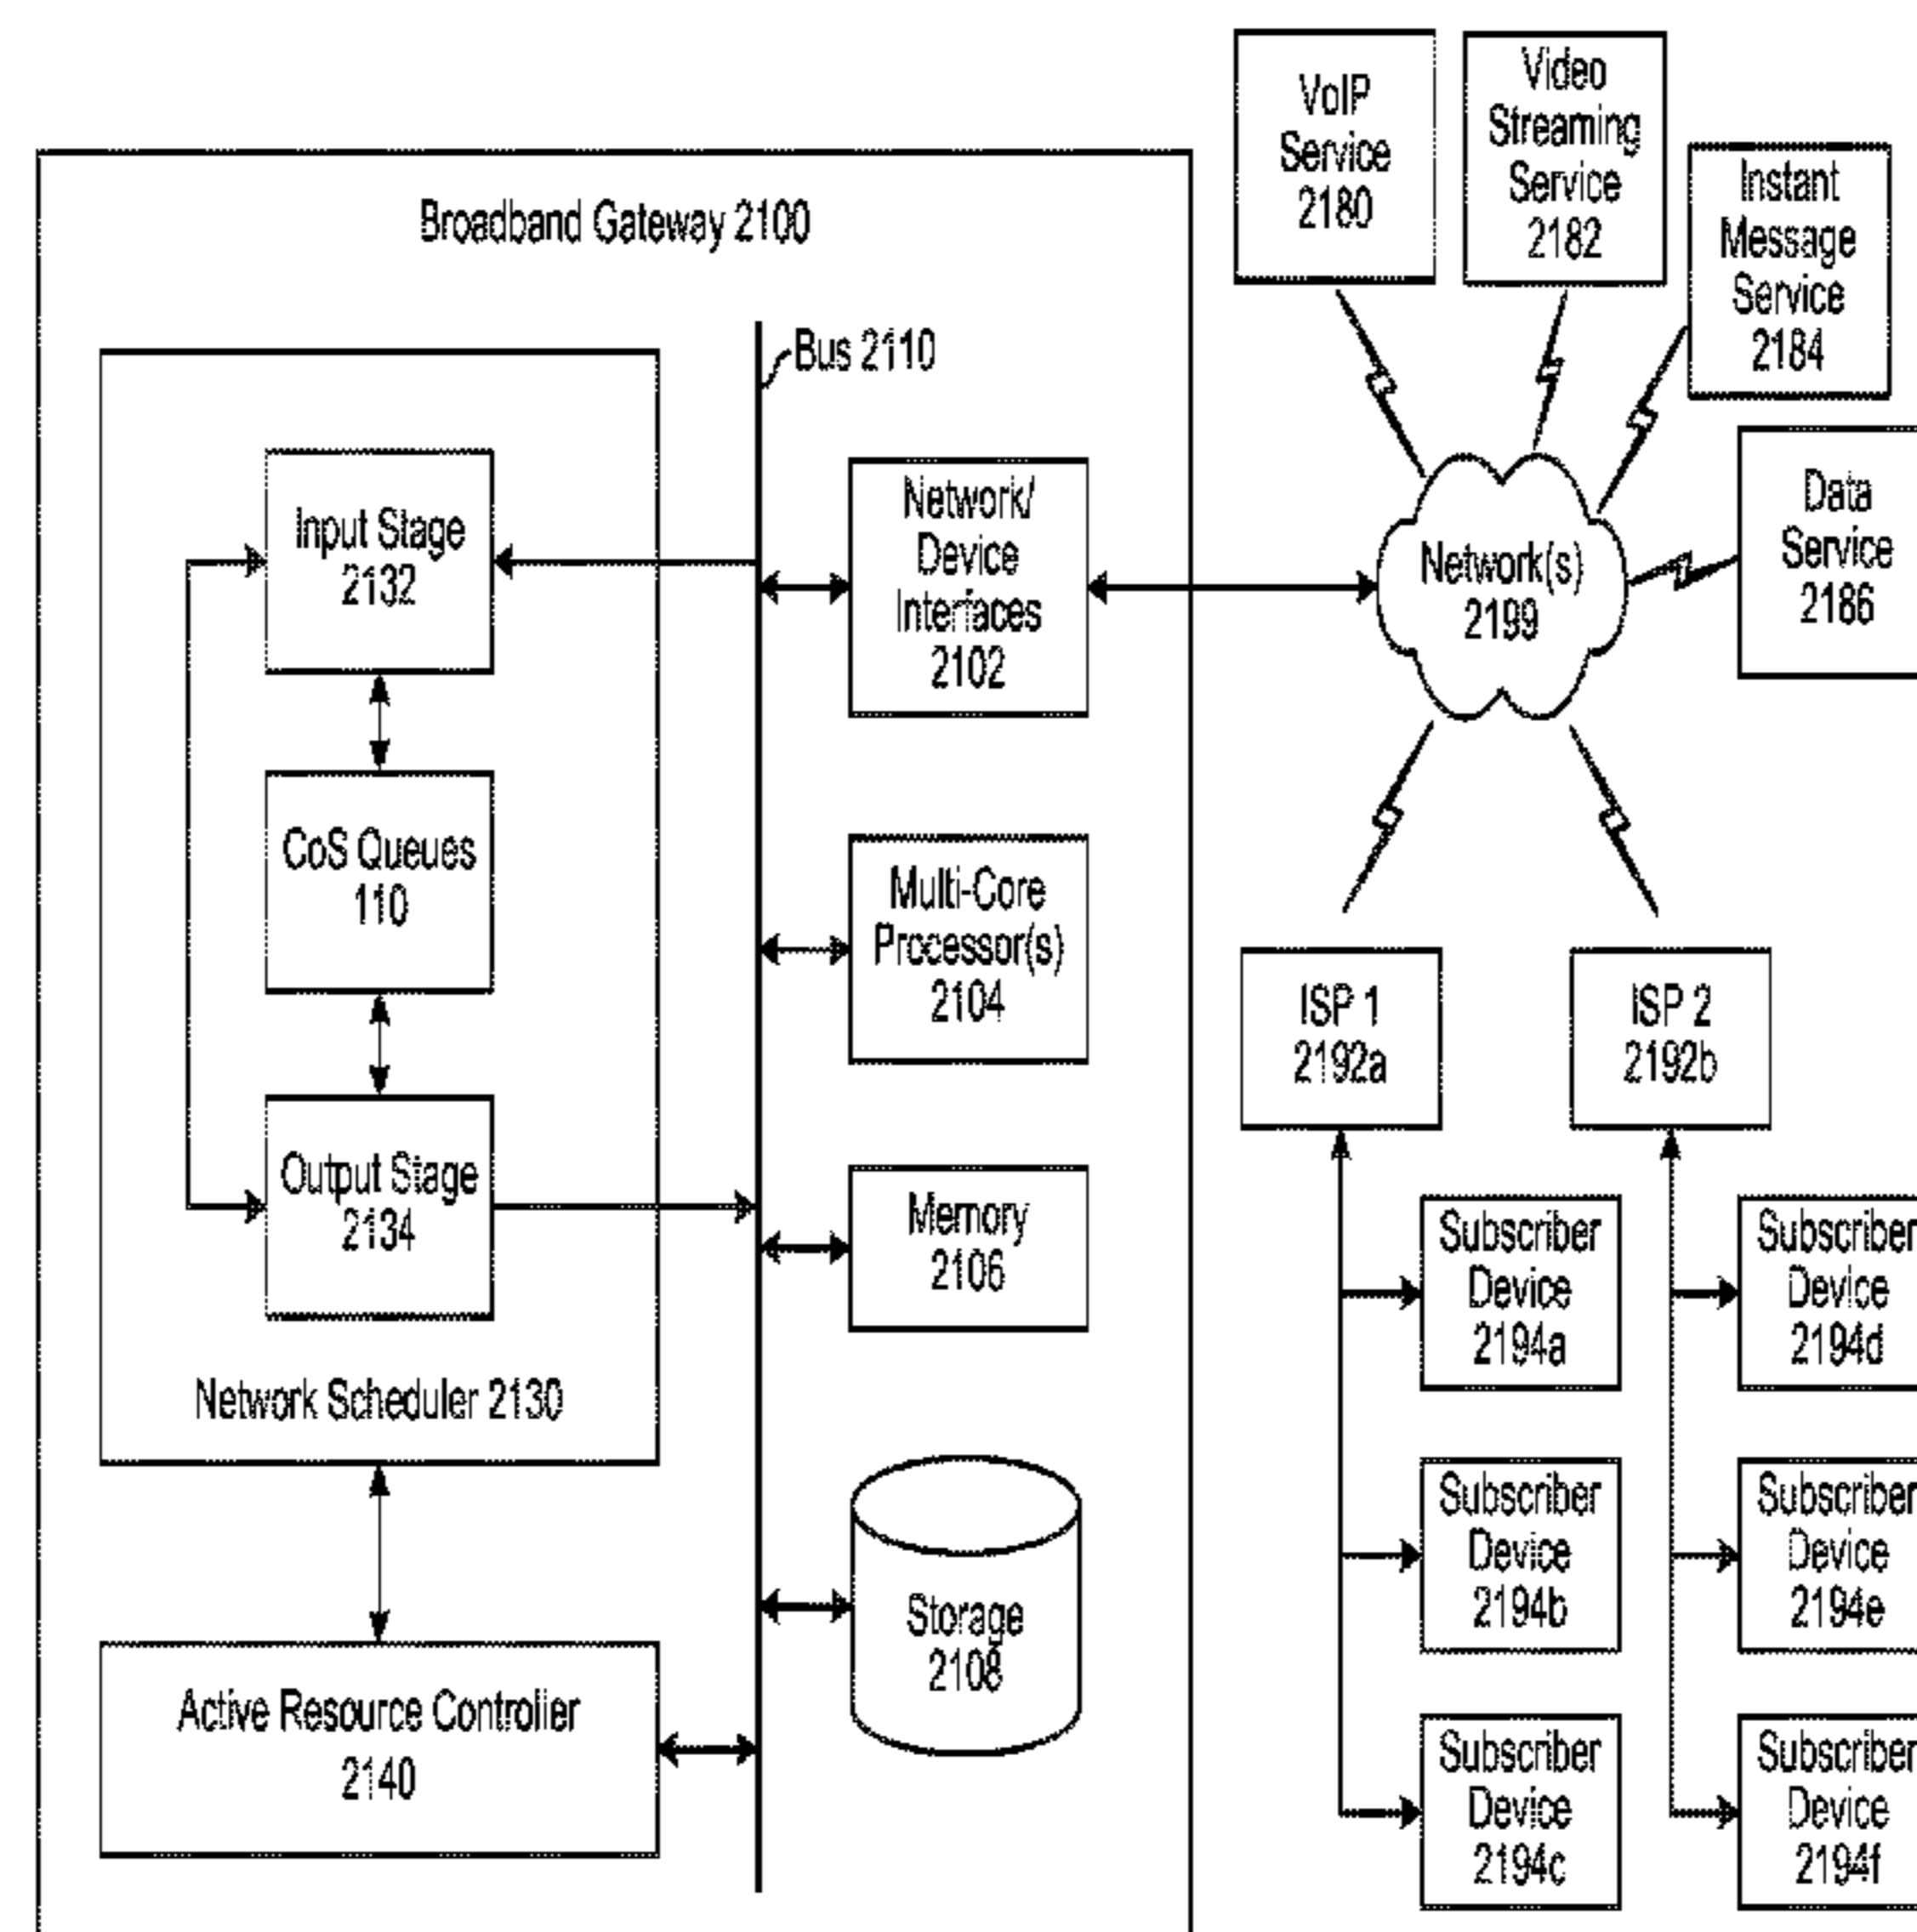 Broadband Gateway 2100
Bus 2110
Input Stage
2132
CoS Queues
110
Output Stage
2134
Network Scheduler 2130
Active Resource Controller
2140
Network/
Device
Interfaces
2102
Multi-Core
Processor(s)
2104
Memory
2106
Storage
2108
VoIP
Service
2180
Video
Streaming
Service
2182
Instant
Message
Service
2184
Data
Service
2186
Network(s)
2199
ISP 1
2192a
ISP 2
2192b
Subscriber
Device
2194a
Subscriber
Device
2194b
Subscriber
Device
2194c
Subscriber
Device
2194d
Subscriber
Device
2194e
Subscriber
Device
2194f